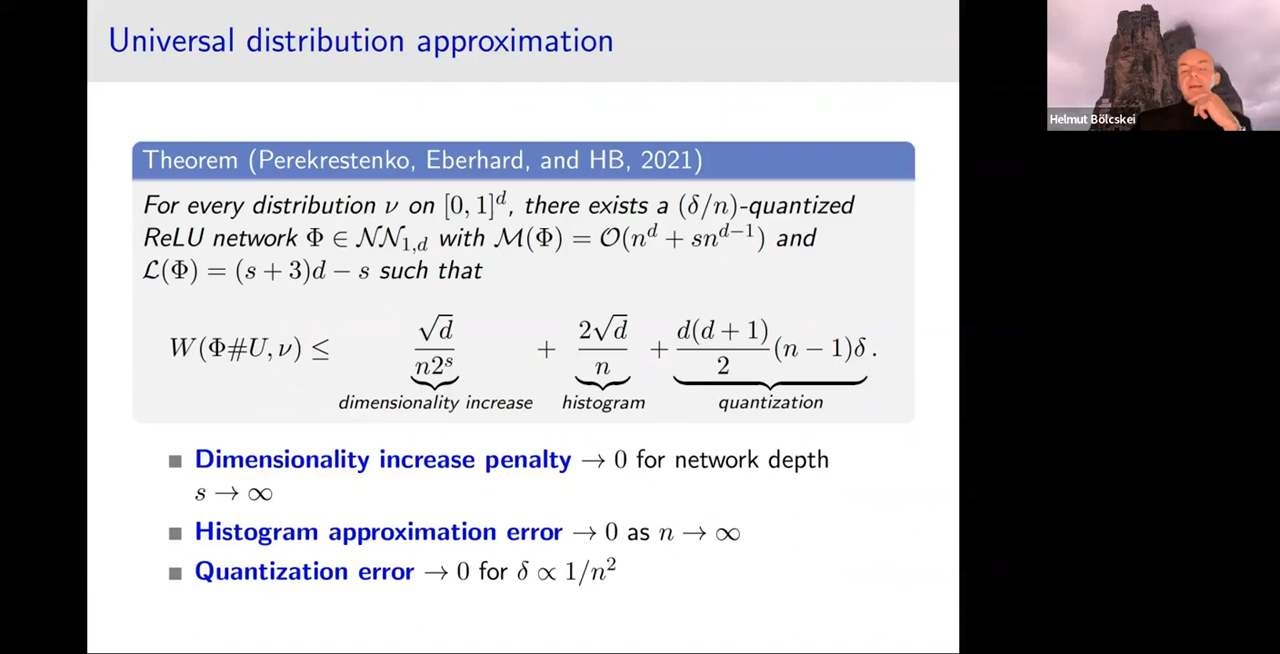 Universal distribution approximation
Helmut Bölcskei
Theorem (Perekrestenko, Eberhard, and HB, 2021)
For every distribution ν on [0, 1]^d, there exists a (δ/n)-quantized
ReLU network Φ ∈ 𝒩𝒩_{1,d} with ℳ(Φ) = 𝒪(n^d + sn^{d−1}) and
ℒ(Φ) = (s + 3)d − s such that
W(Φ#U, ν) ≤ √d/(n2^s) + 2√d/n + d(d + 1)/2 (n − 1)δ .
dimensionality increase histogram quantization
■ Dimensionality increase penalty → 0 for network depth
s → ∞
■ Histogram approximation error → 0 as n → ∞
■ Quantization error → 0 for δ ∝ 1/n²